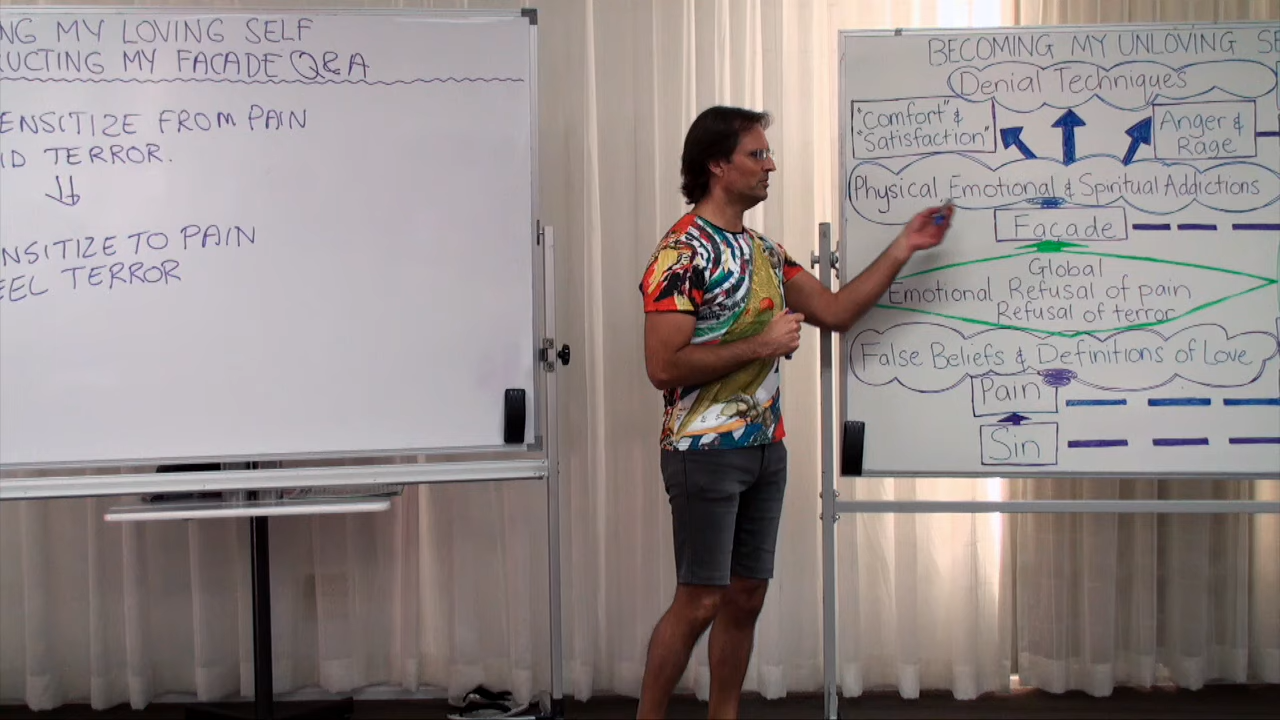 NG MY LOVING SELF
RUCTING MY FACADE Q&A
ENSITIZE FROM PAIN
ID TERROR.
NSITIZE TO PAIN
EEL TERROR
BECOMING MY UNLOVING SE
Denial Techniques
"Comfort" &
"Satisfaction"
Anger &
Rage
Physical, Emotional & Spiritual Addictions
Façade
Global
Emotional Refusal of pain
Refusal of terror
False Beliefs & Definitions of Love
Pain
Sin